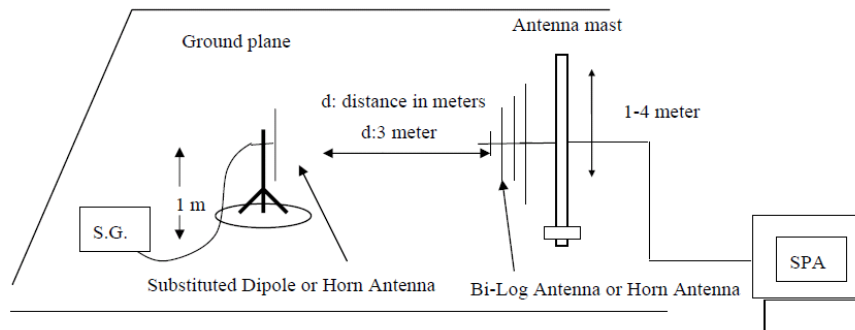 Antenna mast
Ground plane
d: distance in meters
d:3 meter
1-4 meter
1 m
S.G.
SPA
Substituted Dipole or Horn Antenna
Bi-Log Antenna or Horn Antenna